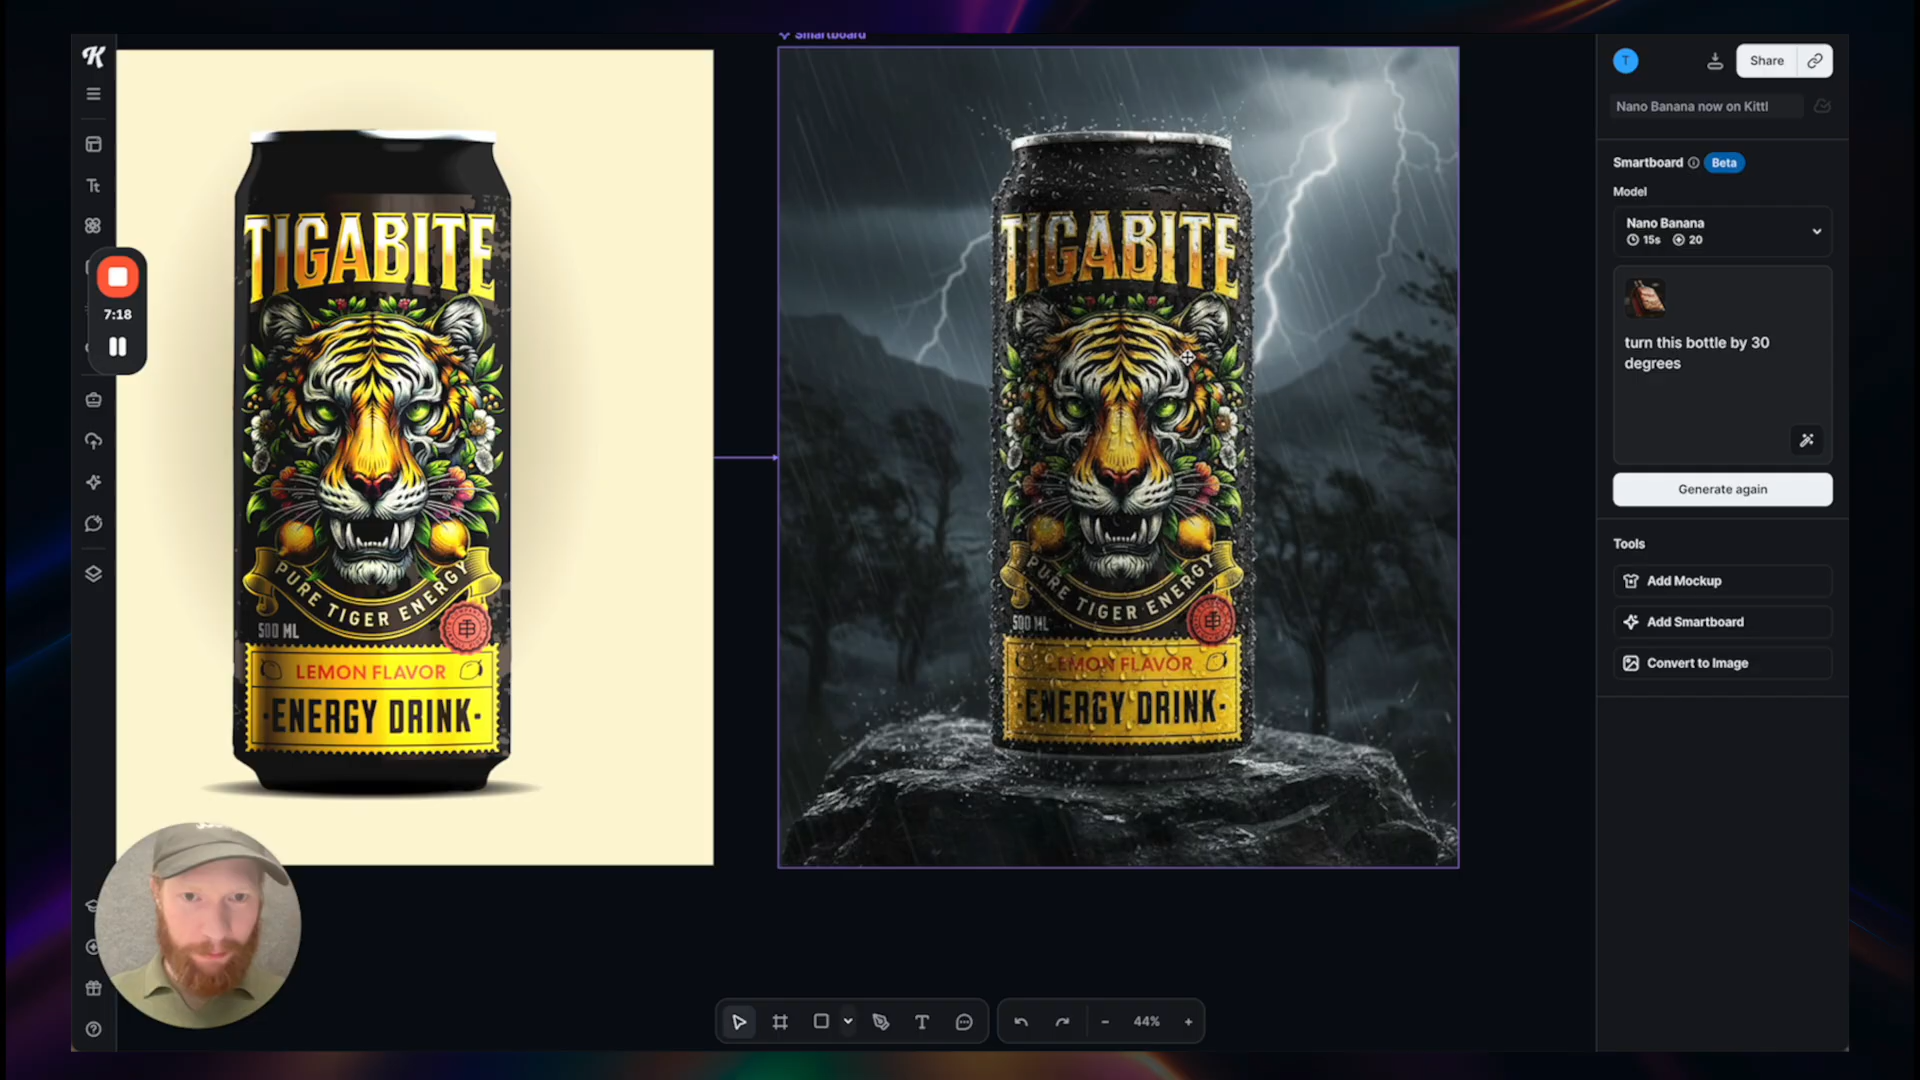 Smartboard
K
Tt
7:18
TIGABITE
PURE TIGER ENERGY
500 ML
LEMON FLAVOR
·ENERGY DRINK·
TIGABITE
PURE TIGER ENERGY
500 ML
LEMON FLAVOR
·ENERGY DRINK·
T
Share
Nano Banana now on Kittl
Smartboard Beta
Model
Nano Banana
15s 20
turn this bottle by 30
degrees
Generate again
Tools
Add Mockup
Add Smartboard
Convert to Image
T
44%